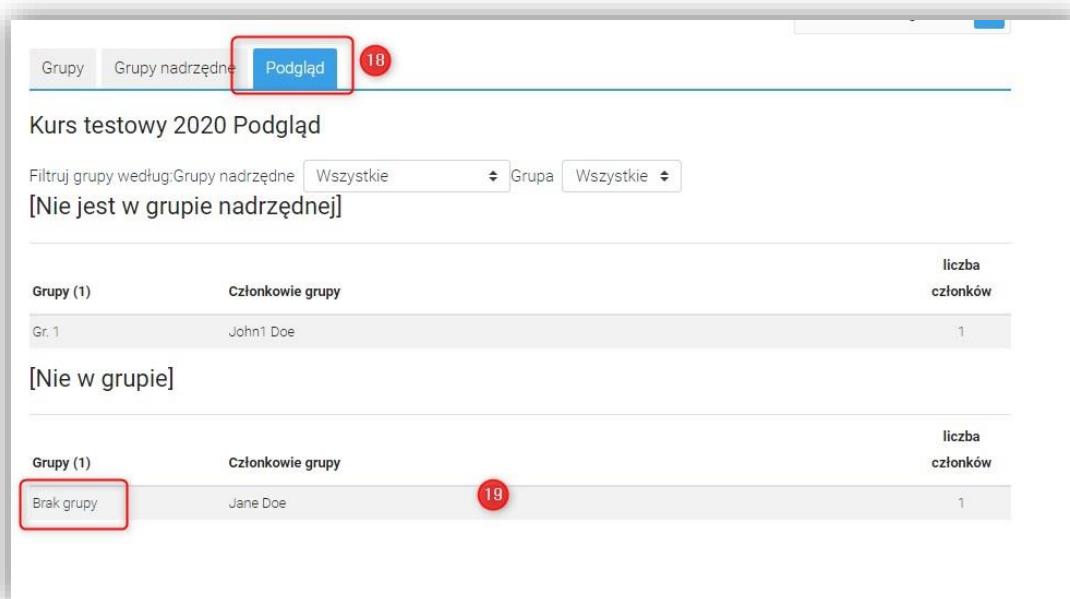 Grupy Grupy nadrzędne Podgląd 18
Kurs testowy 2020 Podgląd
Filtruj grupy według:Grupy nadrzędne Wszystkie Grupa Wszystkie
[Nie jest w grupie nadrzędnej]
liczba
Grupy (1) Członkowie grupy członków
Gr. 1 John1 Doe 1
[Nie w grupie]
liczba
Grupy (1) Członkowie grupy członków
Brak grupy Jane Doe 19 1